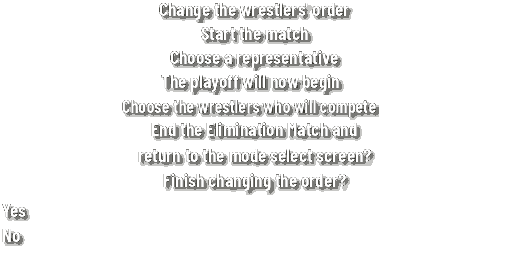 Change the wrestlers' order
Start the match
Choose a representative
The playoff will now begin
Choose the wrestlers who will compete
End the Elimination Match and
return to the mode select screen?
Finish changing the order?
Yes
No